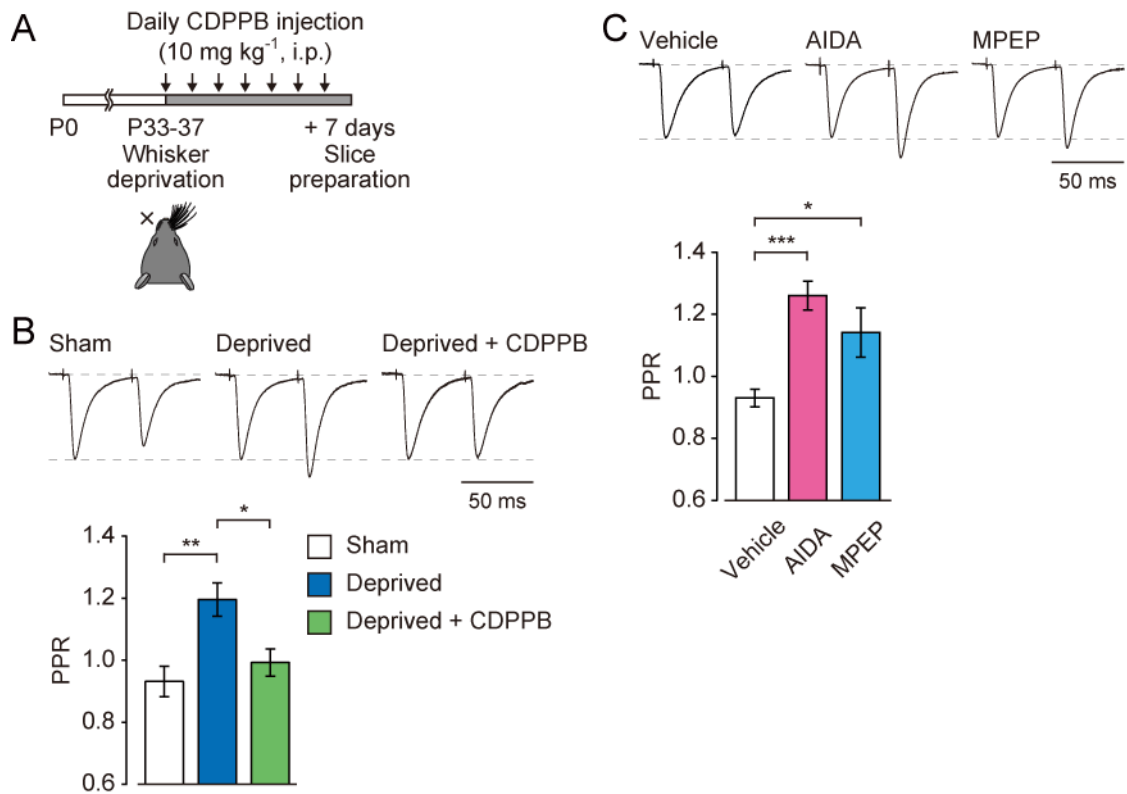 A
Daily CDPPB injection
(10 mg kg⁻¹, i.p.)
P0
P33-37
Whisker
deprivation
+ 7 days
Slice
preparation
×
B
Sham
Deprived
Deprived + CDPPB
50 ms
PPR
1.4
1.2
1.0
0.8
0.6
**
*
Sham
Deprived
Deprived + CDPPB
C
Vehicle
AIDA
MPEP
50 ms
PPR
1.4
1.2
1.0
0.8
0.6
*
***
Vehicle
AIDA
MPEP